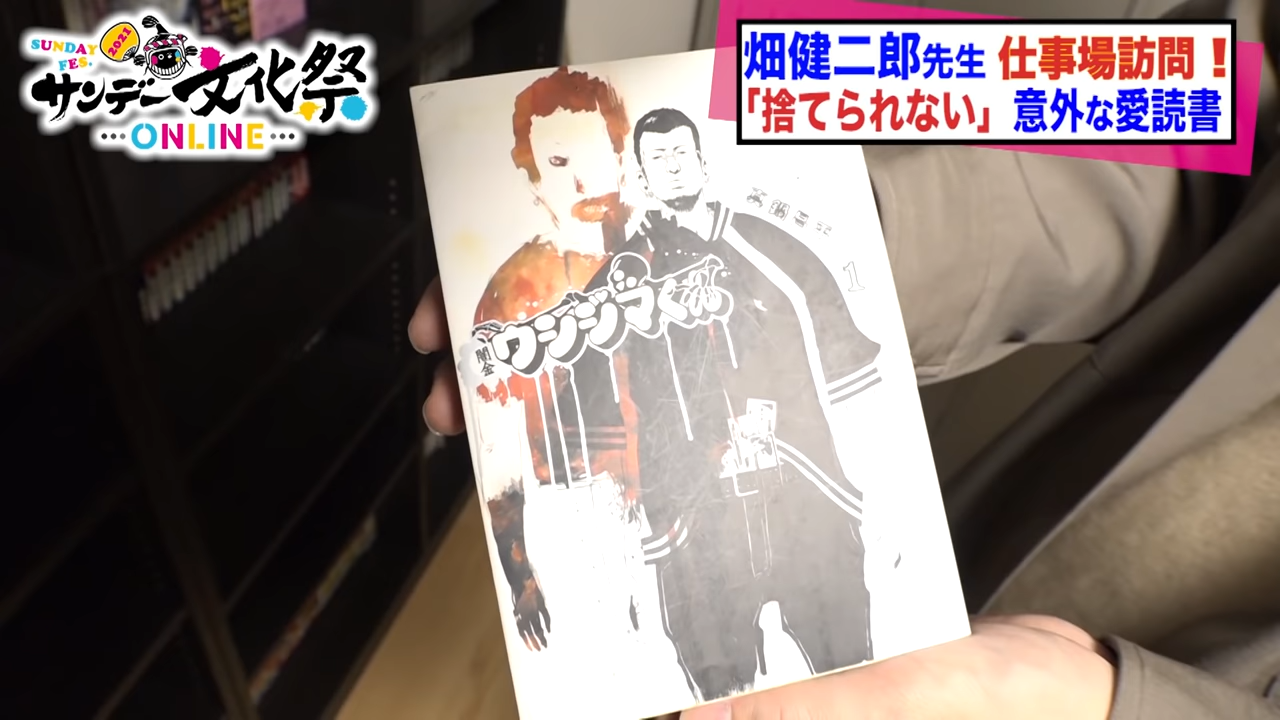 SUNDAY
FES.
2021
サンデー文化祭
ONLINE
畑健二郎先生 仕事場訪問！
「捨てられない」 意外な愛読書
闇金
ウシジマくん
1